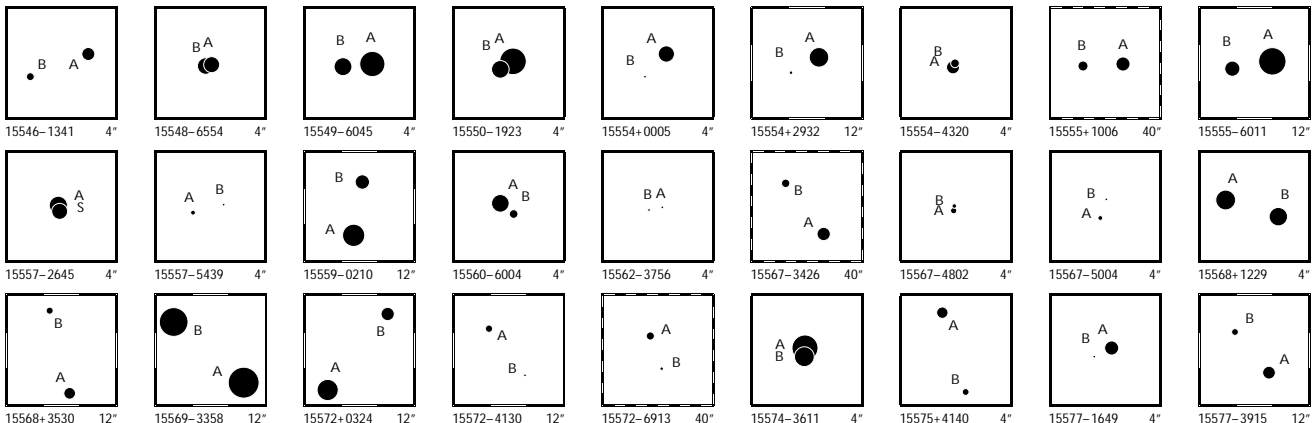 B A
15546−1341 4″
B A
15548−6554 4″
B A
15549−6045 4″
B A
15550−1923 4″
A
B
15554+0005 4″
A
B
15554+2932 12″
B
A
15554−4320 4″
B A
15555+1006 40″
A
B
15555−6011 12″
A
S
15557−2645 4″
B
A
15557−5439 4″
B
A
15559−0210 12″
A
B
15560−6004 4″
B A
15562−3756 4″
B
A
15567−3426 40″
B
A
15567−4802 4″
B
A
15567−5004 4″
A
B
15568+1229 4″
B
A
15568+3530 12″
B
A
15569−3358 12″
B
A
15572+0324 12″
A
B
15572−4130 12″
A
B
15572−6913 40″
A
B
15574−3611 4″
A
B
15575+4140 4″
A
B
15577−1649 4″
B
A
15577−3915 12″